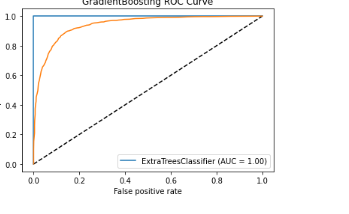 GradientBoosting ROC Curve
1.0
0.8
0.6
0.4
0.2
0.0
ExtraTreesClassifier (AUC = 1.00)
0.0 0.2 0.4 0.6 0.8 1.0
False positive rate